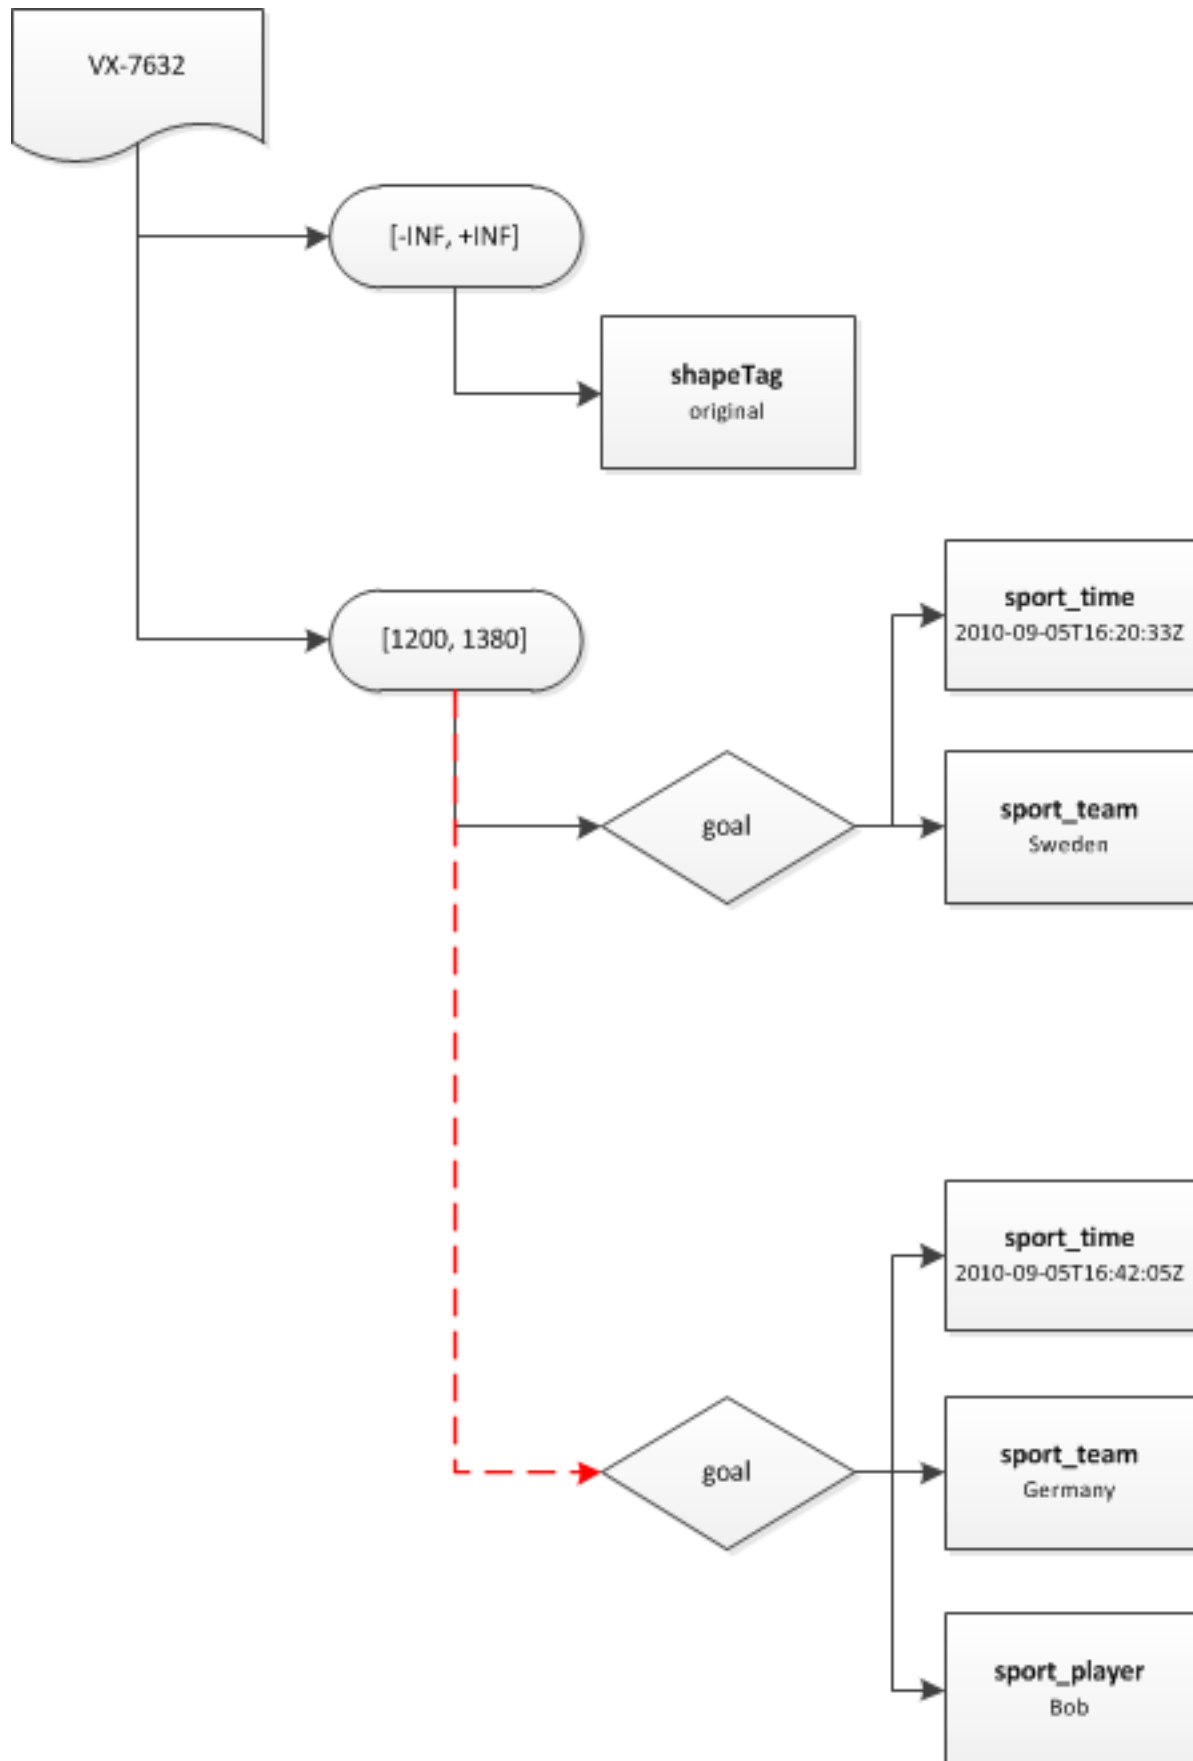 VX-7632
[-INF, +INF]
shapeTag
original
[1200, 1380]
sport_time
2010-09-05T16:20:33Z
goal
sport_team
Sweden
sport_time
2010-09-05T16:42:05Z
goal
sport_team
Germany
sport_player
Bob